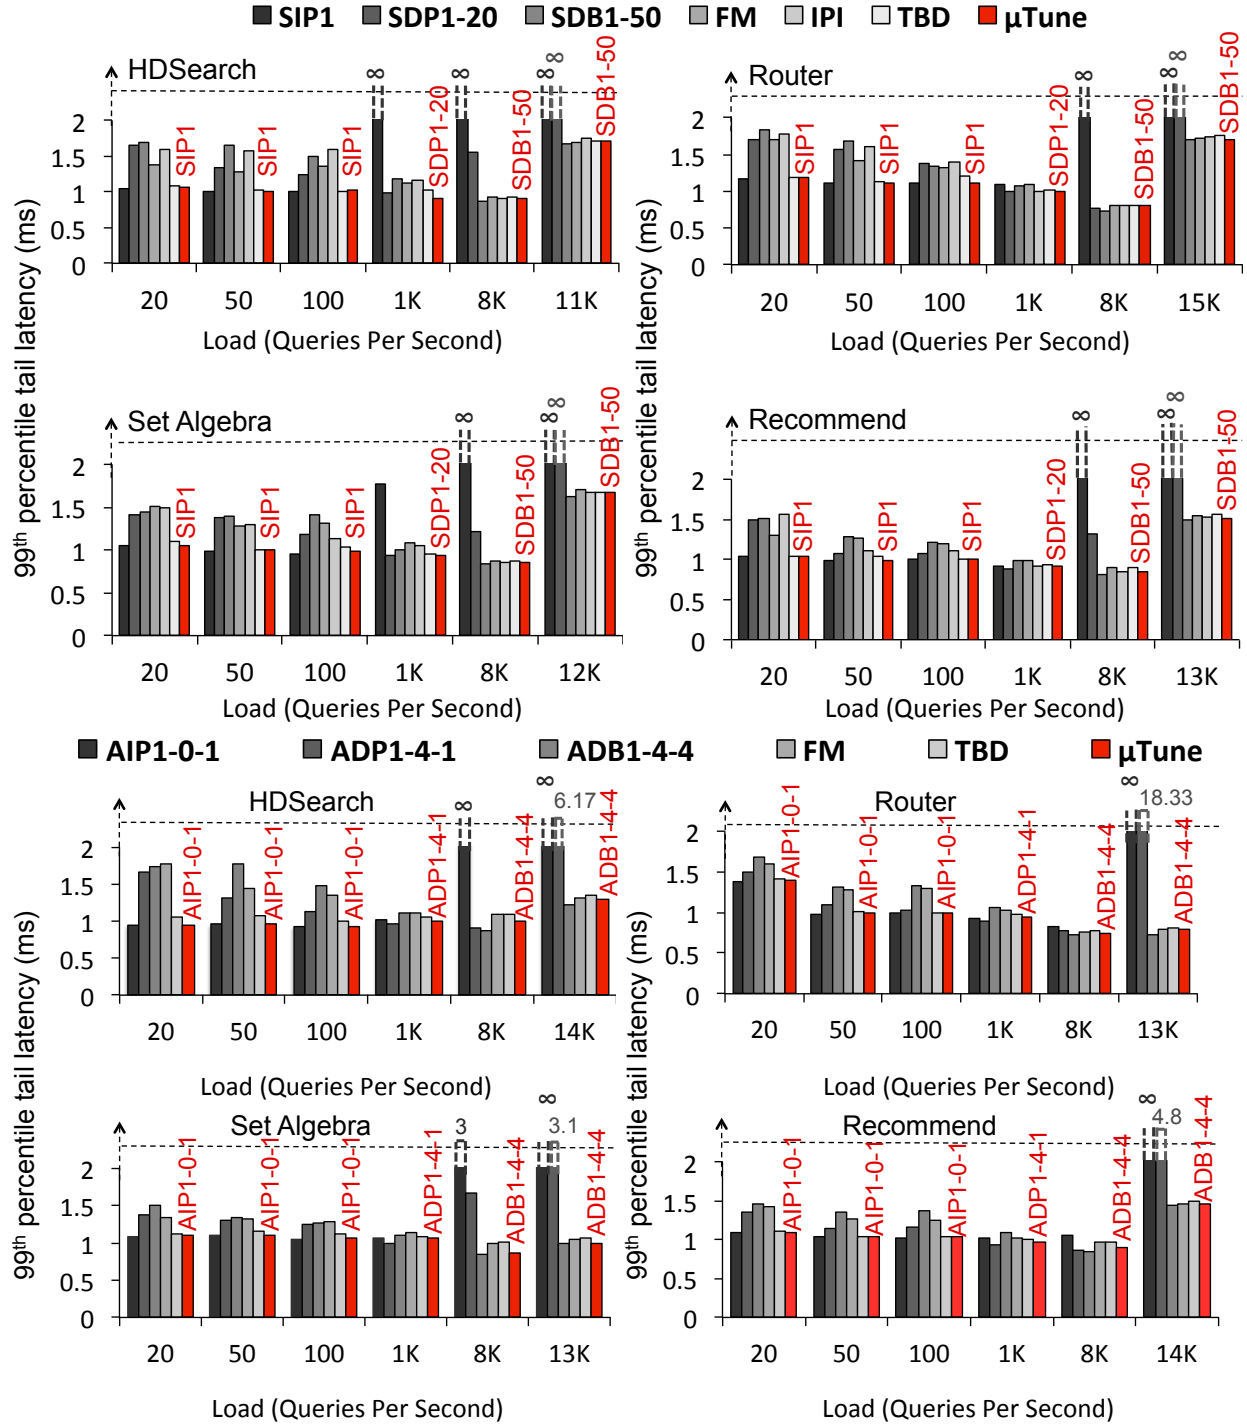 SIP1 SDP1-20 SDB1-50 FM IPI TBD μTune
99th percentile tail latency (ms)
HDSearch
∞ ∞ ∞ ∞
2
1.5
1
0.5
0
SIP1 SIP1 SIP1 SDP1-20 SDB1-50 SDB1-50
20 50 100 1K 8K 11K
Load (Queries Per Second)
99th percentile tail latency (ms)
Router
∞ ∞ ∞
2
1.5
1
0.5
0
SIP1 SIP1 SIP1 SDP1-20 SDB1-50 SDB1-50
20 50 100 1K 8K 15K
Load (Queries Per Second)
Set Algebra
∞ ∞ ∞
2
1.5
1
0.5
0
SIP1 SIP1 SIP1 SDP1-20 SDB1-50 SDB1-50
20 50 100 1K 8K 12K
Load (Queries Per Second)
Recommend
∞ ∞ ∞
2
1.5
1
0.5
0
SIP1 SIP1 SIP1 SDP1-20 SDB1-50 SDB1-50
20 50 100 1K 8K 13K
Load (Queries Per Second)
AIP1-0-1 ADP1-4-1 ADB1-4-4 FM TBD μTune
99th percentile tail latency (ms)
HDSearch
∞ ∞ 6.17
2
1.5
1
0.5
0
AIP1-0-1 AIP1-0-1 AIP1-0-1 ADP1-4-1 ADB1-4-4 ADB1-4-4
20 50 100 1K 8K 14K
Load (Queries Per Second)
99th percentile tail latency (ms)
Router
∞ 18.33
2
1.5
1
0.5
0
AIP1-0-1 AIP1-0-1 AIP1-0-1 ADP1-4-1 ADB1-4-4 ADB1-4-4
20 50 100 1K 8K 13K
Load (Queries Per Second)
Set Algebra
3 ∞ 3.1
2
1.5
1
0.5
0
AIP1-0-1 AIP1-0-1 AIP1-0-1 ADP1-4-1 ADB1-4-4 ADB1-4-4
20 50 100 1K 8K 13K
Load (Queries Per Second)
Recommend
∞ 4.8
2
1.5
1
0.5
0
AIP1-0-1 AIP1-0-1 AIP1-0-1 ADP1-4-1 ADB1-4-4 ADB1-4-4
20 50 100 1K 8K 14K
Load (Queries Per Second)